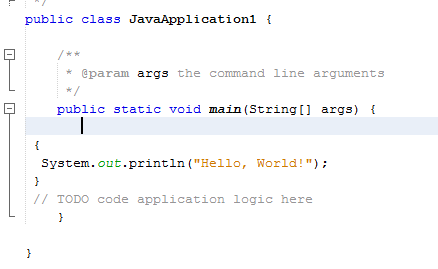 */
public class JavaApplication1 {
/**
* @param args the command line arguments
*/
public static void main(String[] args) {
{
System.out.println("Hello, World!");
}
// TODO code application logic here
}
}